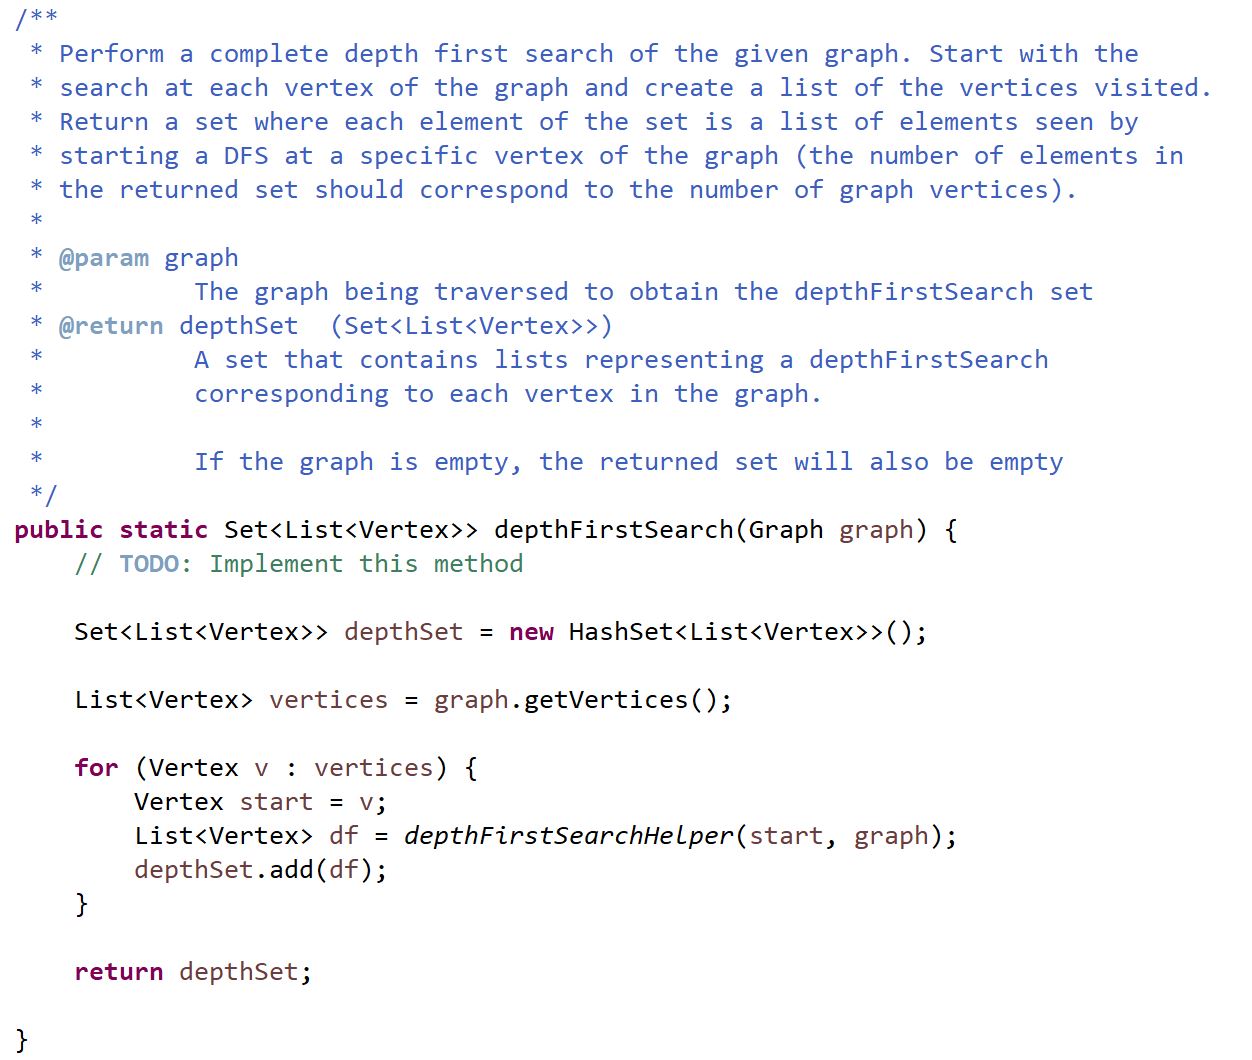 /**
 * Perform a complete depth first search of the given graph. Start with the
 * search at each vertex of the graph and create a list of the vertices visited.
 * Return a set where each element of the set is a list of elements seen by
 * starting a DFS at a specific vertex of the graph (the number of elements in
 * the returned set should correspond to the number of graph vertices).
 *
 * @param graph
 *          The graph being traversed to obtain the depthFirstSearch set
 * @return depthSet  (Set<List<Vertex>>)
 *          A set that contains lists representing a depthFirstSearch
 *          corresponding to each vertex in the graph.
 *
 *          If the graph is empty, the returned set will also be empty
 */
public static Set<List<Vertex>> depthFirstSearch(Graph graph) {
    // TODO: Implement this method

    Set<List<Vertex>> depthSet = new HashSet<List<Vertex>>();

    List<Vertex> vertices = graph.getVertices();

    for (Vertex v : vertices) {
        Vertex start = v;
        List<Vertex> df = depthFirstSearchHelper(start, graph);
        depthSet.add(df);
    }

    return depthSet;

}